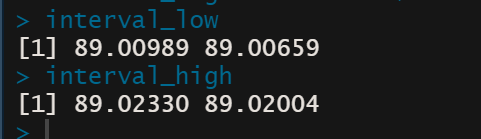 > interval_low
[1] 89.00989 89.00659
> interval_high
[1] 89.02330 89.02004
>